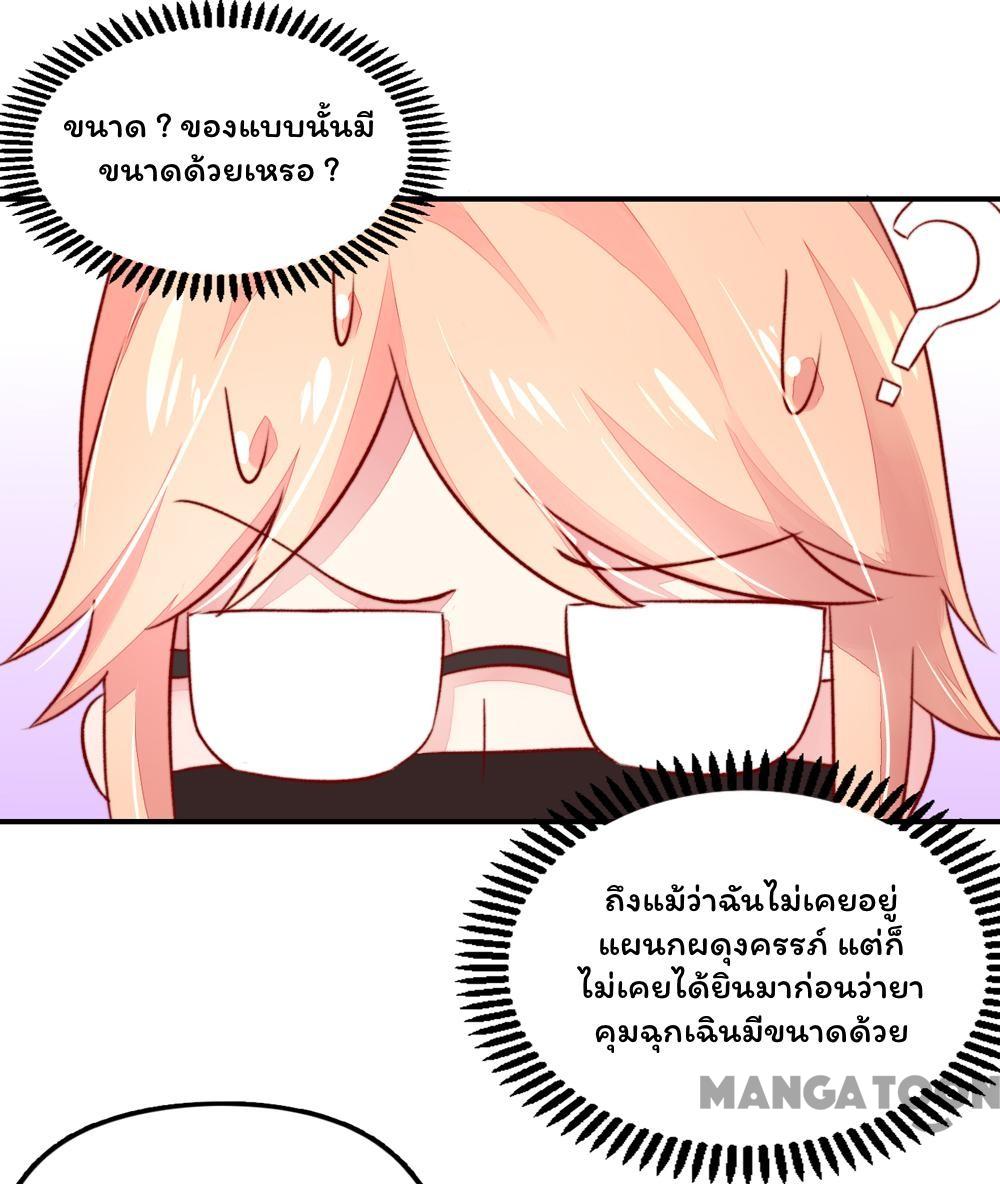 ขนาด ? ของแบบนั้นมี
ขนาดด้วยเหรอ ?
?
ถึงแม้ว่าฉันไม่เคยอยู่
แผนกผดุงครรภ์ แต่ก็
ไม่เคยได้ยินมาก่อนว่ายา
คุมฉุกเฉินมีขนาดด้วย
MANGATOON